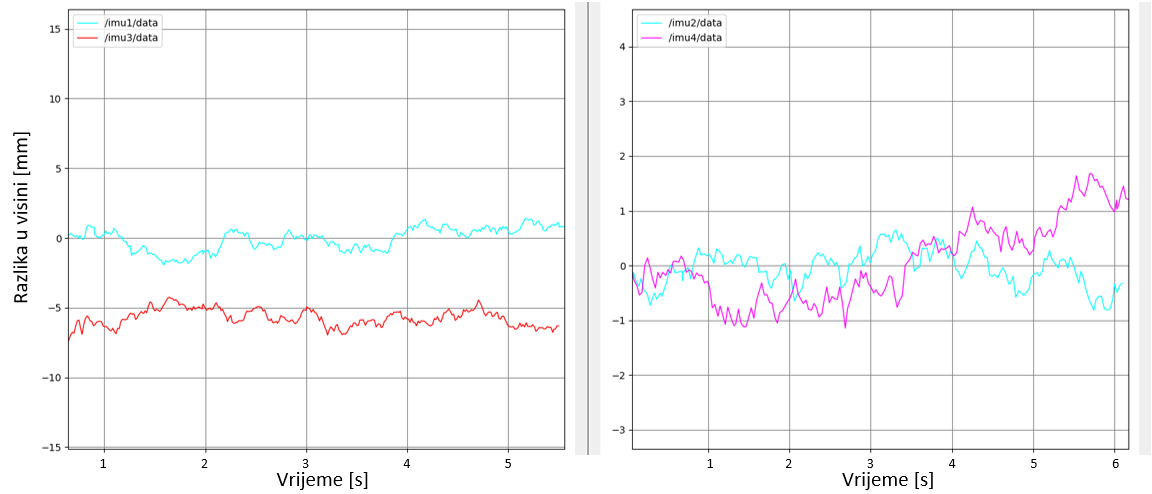 /imu1/data
/imu3/data
15
10
5
0
−5
−10
−15
Razlika u visini [mm]
1 2 3 4 5
Vrijeme [s]
/imu2/data
/imu4/data
4
3
2
1
0
−1
−2
−3
1 2 3 4 5 6
Vrijeme [s]